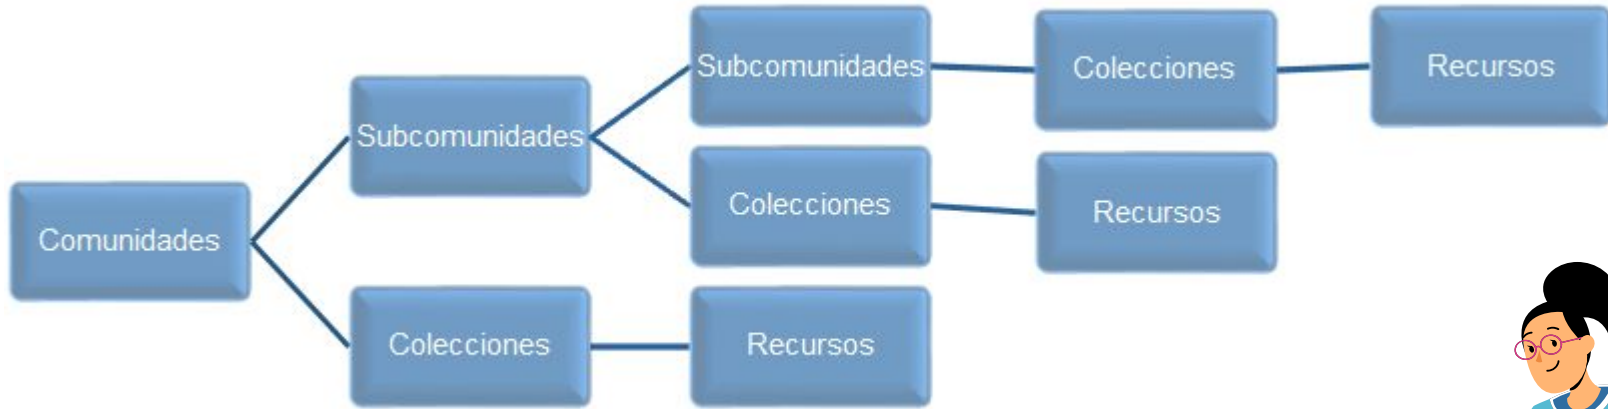 Subcomunidades
Colecciones
Recursos
Subcomunidades
Colecciones
Recursos
Comunidades
Colecciones
Recursos